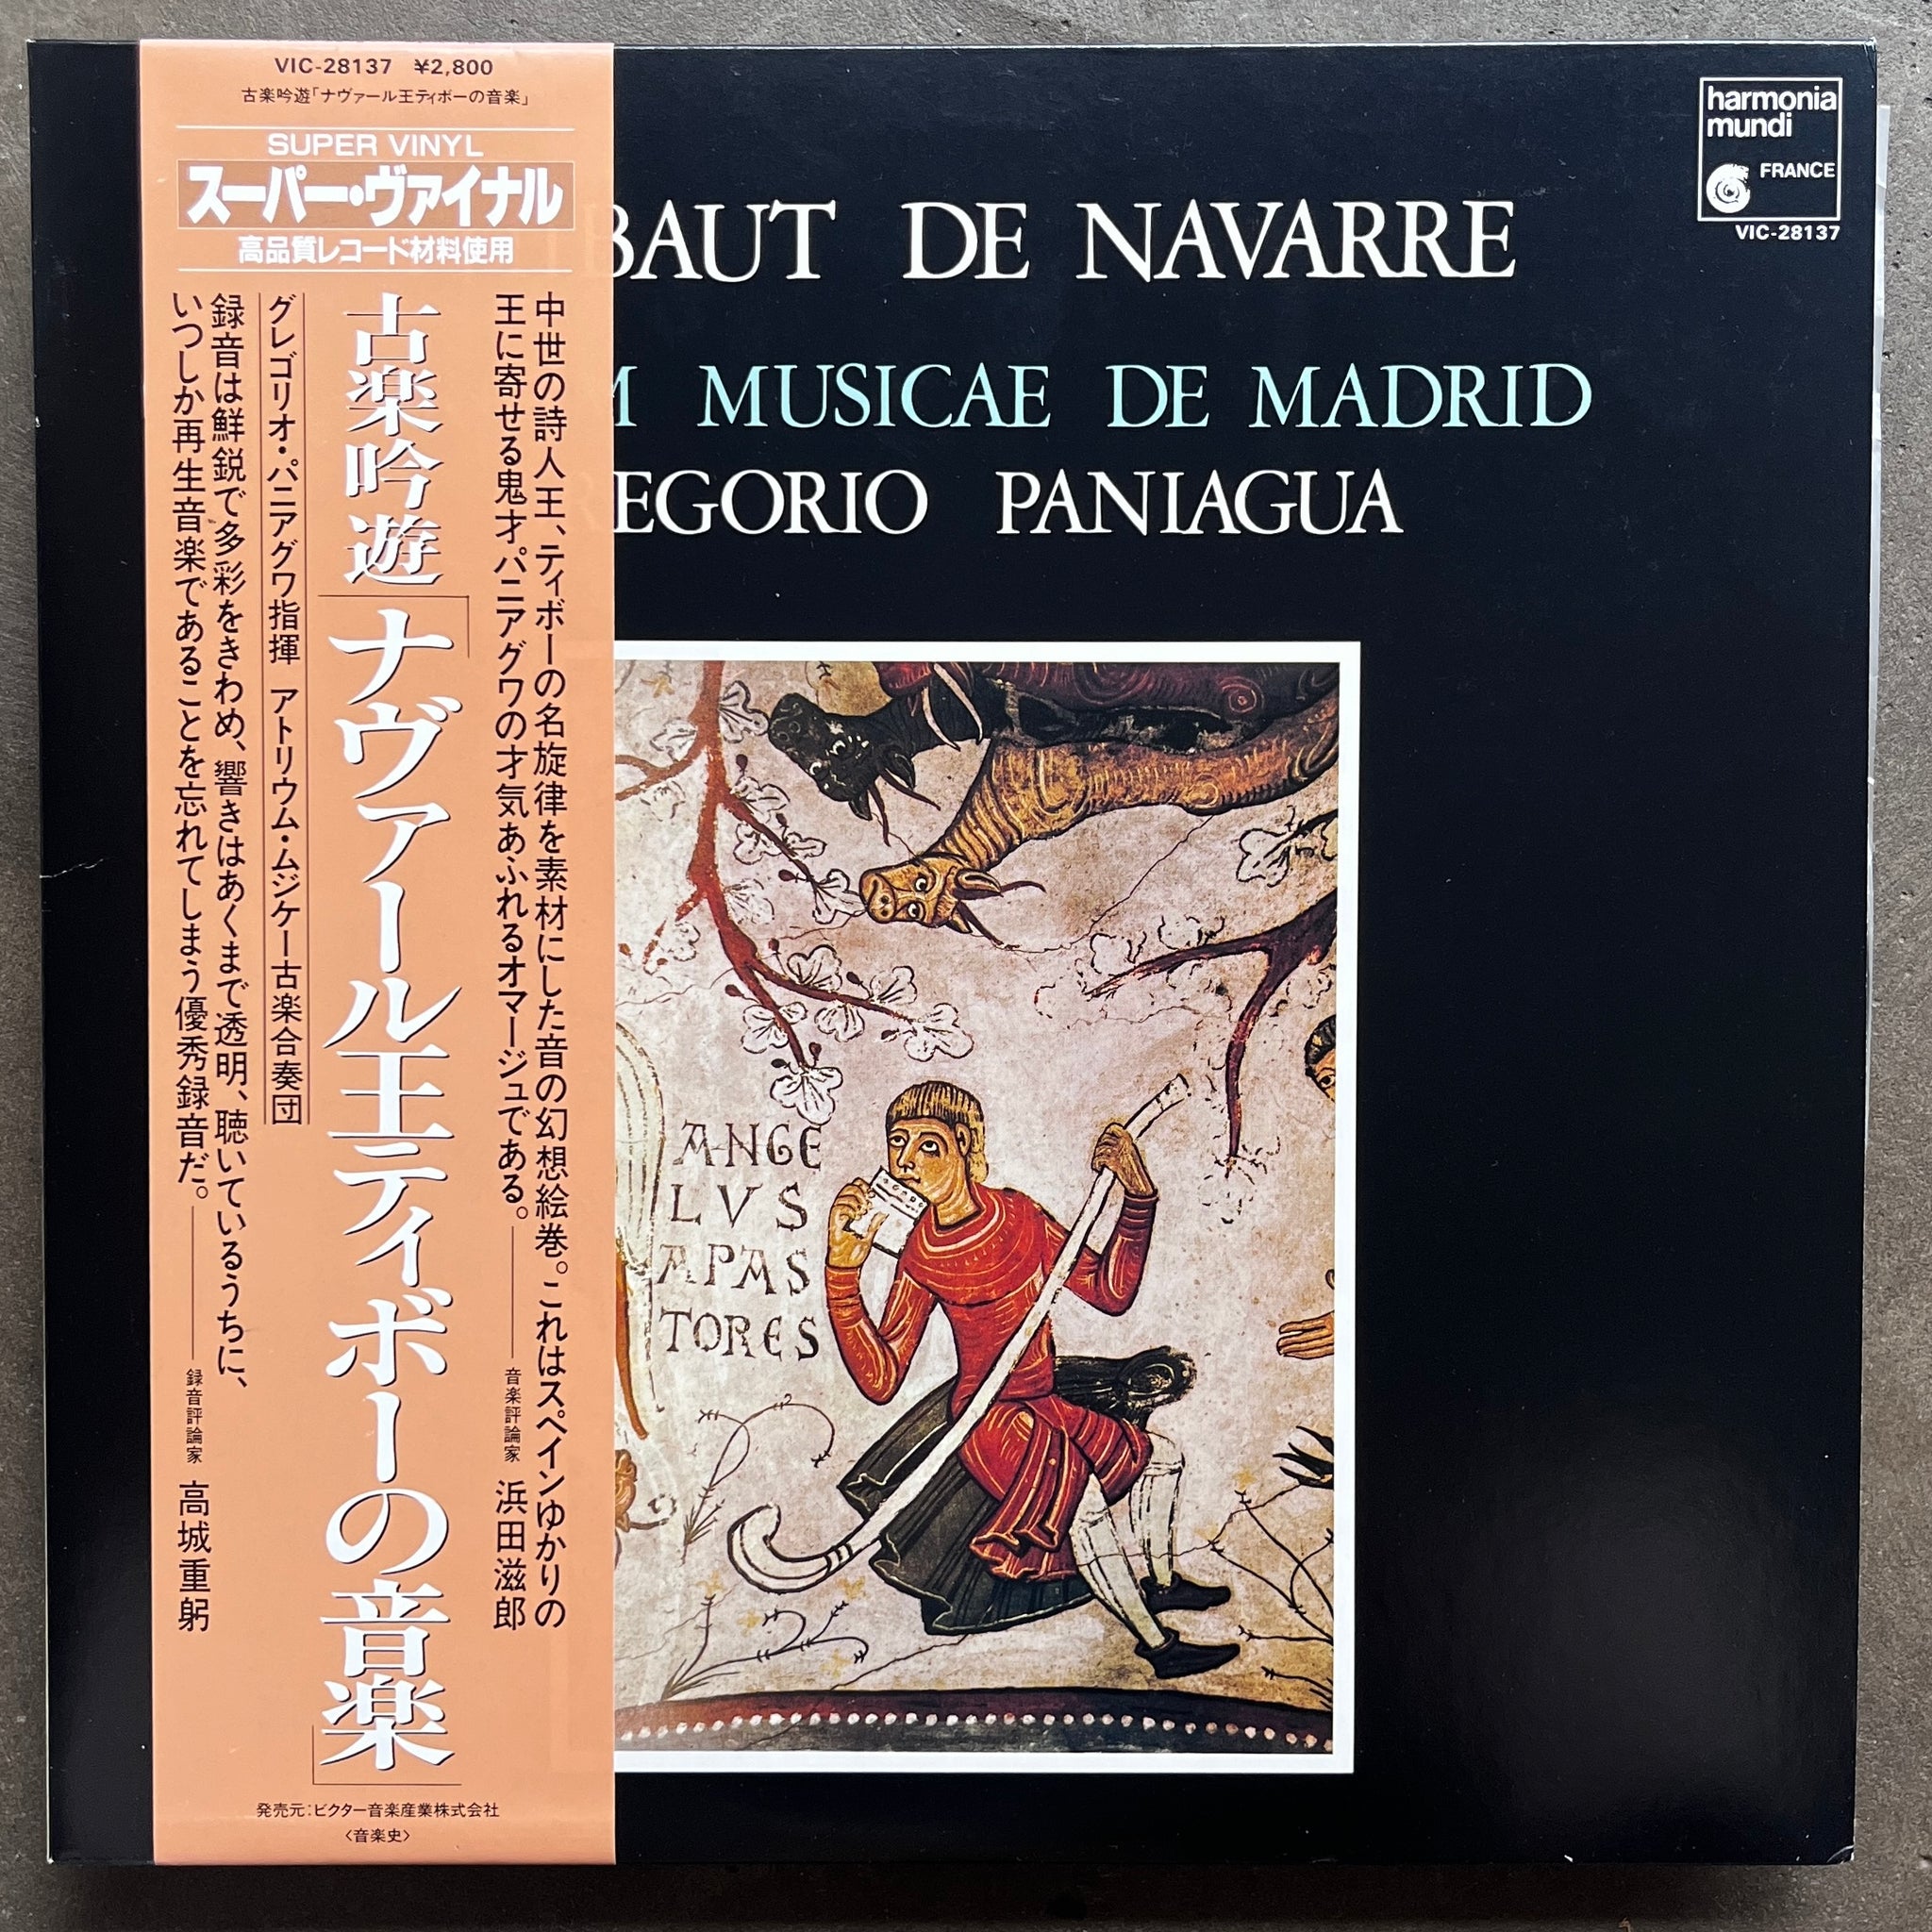 VIC-28137 ¥2,800
古楽吟遊「ナヴァール王ティボーの音楽」
SUPER VINYL
スーパー・ヴァイナル
高品質レコード材料使用
中世の詩人王、ティボーの名旋律を素材にした音の幻想絵巻。これはスペインゆかりの
王に寄せる鬼才パニアグワの才気あふれるオマージュである。——音楽評論家 浜田滋郎
古楽吟遊「ナヴァール王ティボーの音楽」
グレゴリオ・パニアグワ指揮 アトリウム・ムジケー古楽合奏団
録音は鮮鋭で多彩をきわめ、響きはあくまで透明、聴いているうちに、
いつしか再生音楽であることを忘れてしまう優秀録音だ。——録音評論家 高城重躬
発売元:ビクター音楽産業株式会社
〈音楽史〉
harmonia
mundi
FRANCE
VIC-28137
BAUT DE NAVARRE
M MUSICAE DE MADRID
REGORIO PANIAGUA
ANGE
LVS
APAS
TORES